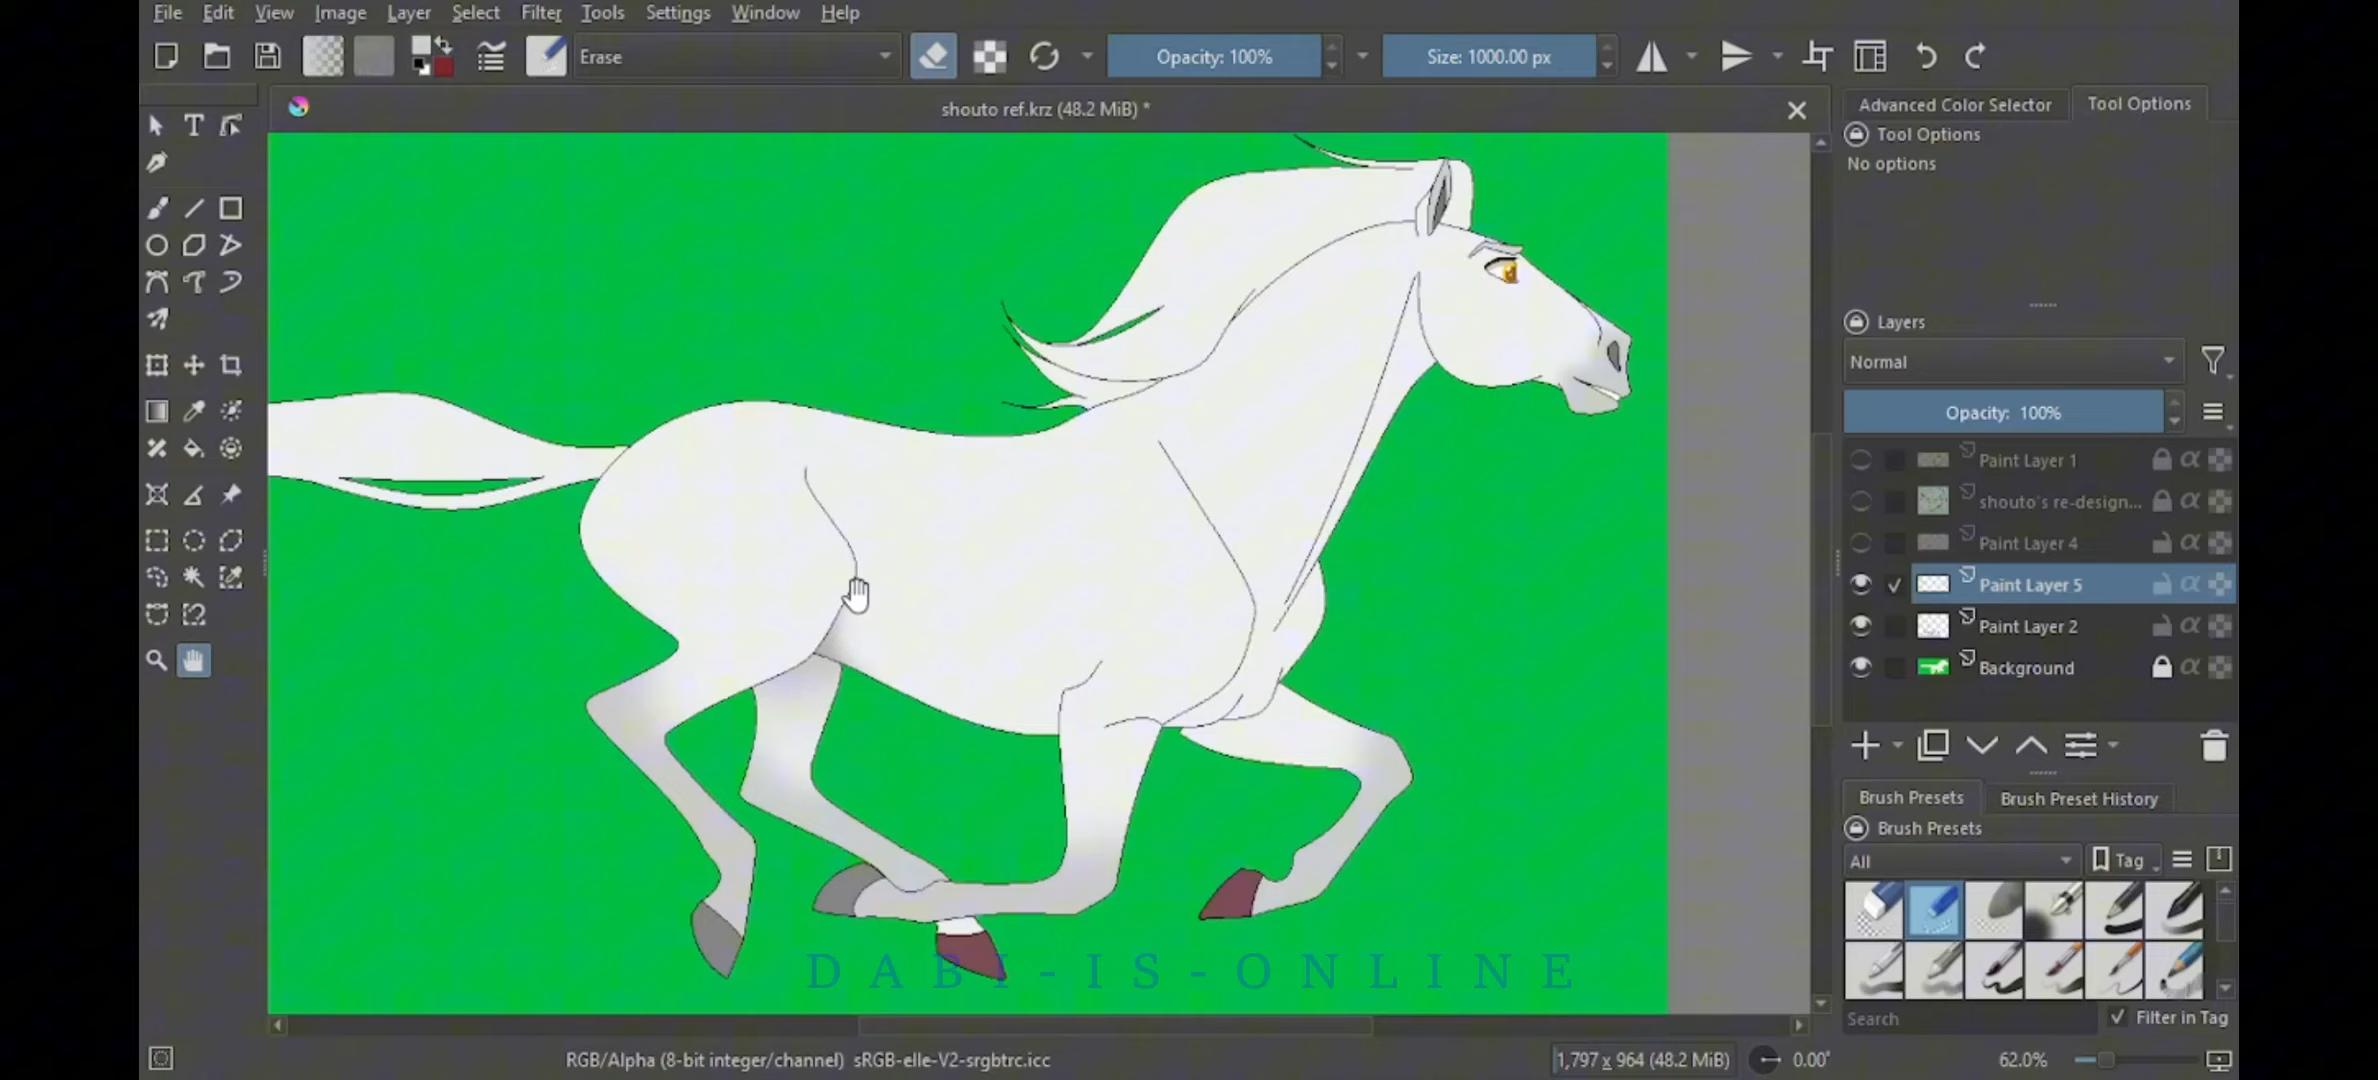 File Edit View Image Layer Select Filter Tools Settings Window Help
Erase Opacity: 100% Size: 1000.00 px
shouto ref.krz (48.2 MiB) *
Advanced Color Selector Tool Options
Tool Options
No options
Layers
Normal
Opacity: 100%
Paint Layer 1
shouto's re-design...
Paint Layer 4
Paint Layer 5
Paint Layer 2
Background
Brush Presets Brush Preset History
Brush Presets
All Tag
Search Filter in Tag
DABI-IS-ONLINE
RGB/Alpha (8-bit integer/channel) sRGB-elle-V2-srgbtrc.icc 1,797 x 964 (48.2 MiB) 0.00° 62.0%